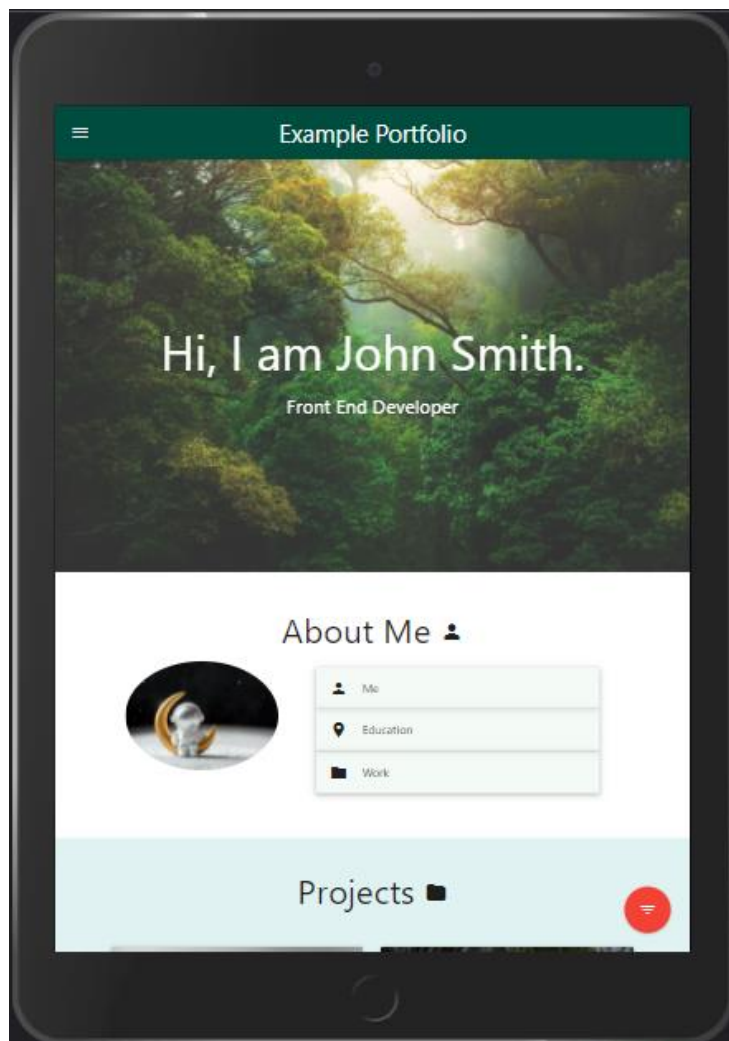 Example Portfolio
Hi, I am John Smith.
Front End Developer
About Me
Me
Education
Work
Projects